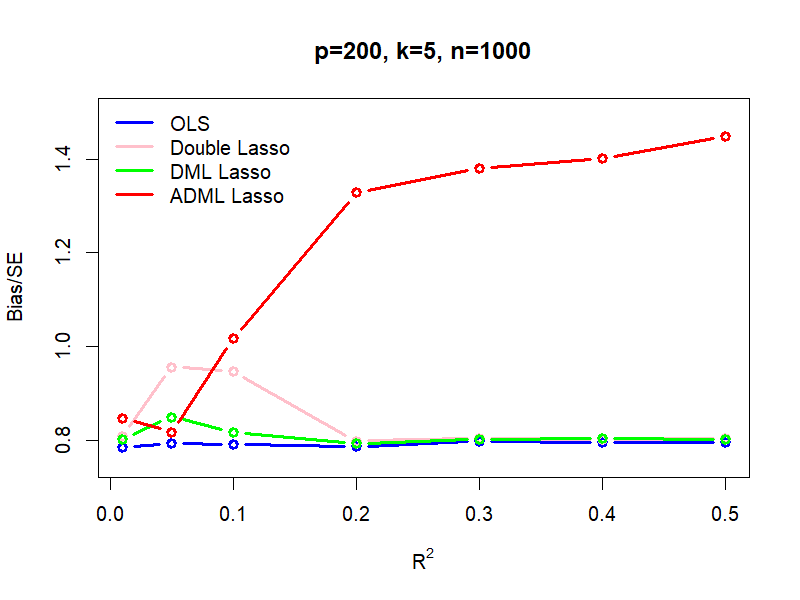 p=200, k=5, n=1000
OLS
Double Lasso
DML Lasso
ADML Lasso
Bias/SE
1.4
1.2
1.0
0.8
0.0 0.1 0.2 0.3 0.4 0.5
R²